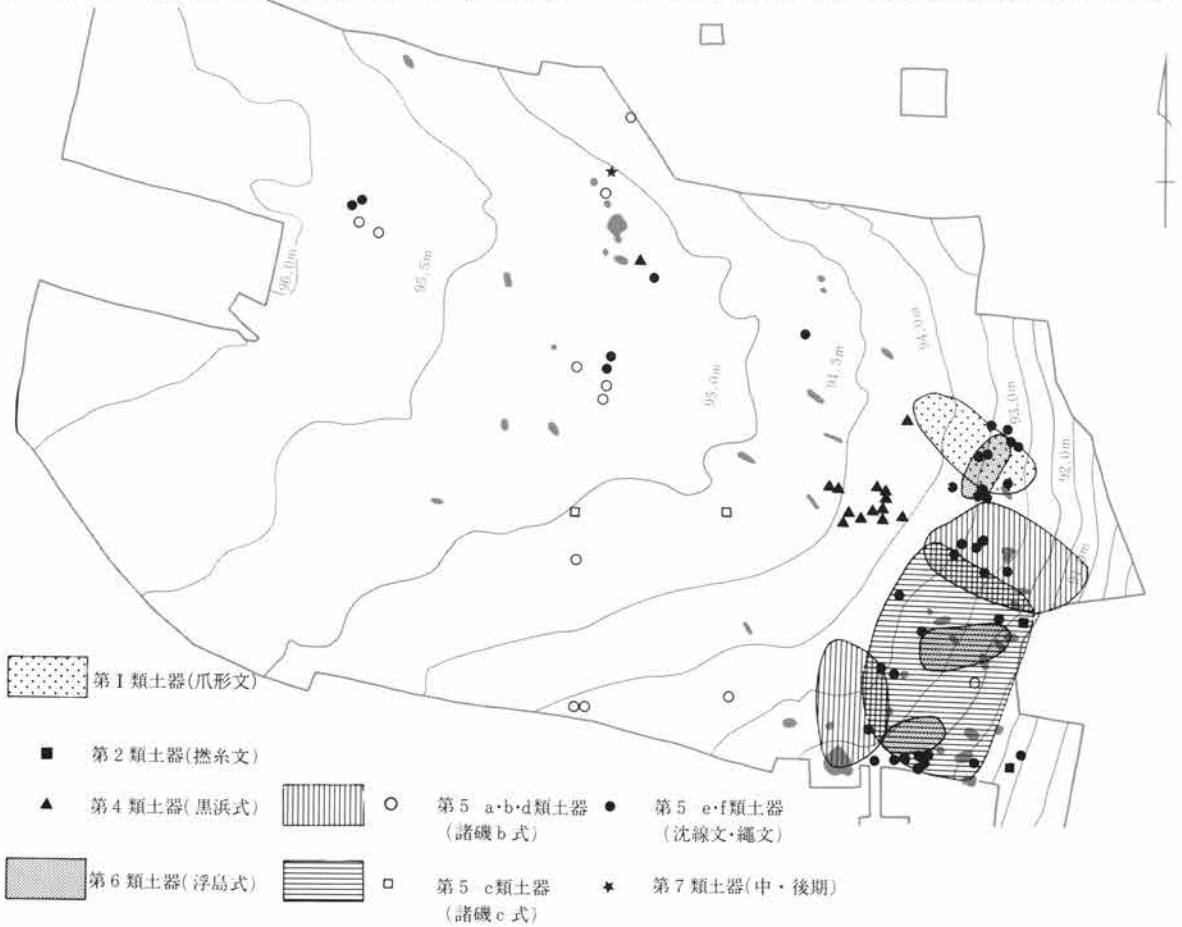 96.0m
95.5m
95.0m
94.5m
94.0m
93.0m
92.0m
第I類土器(爪形文)
第2類土器(撚糸文)
第4類土器(黒浜式)
第5 a·b·d類土器
(諸磯b式)
第5 e·f類土器
(沈線文·縄文)
第6類土器(浮島式)
第5 c類土器
(諸磯c式)
第7類土器(中・後期)